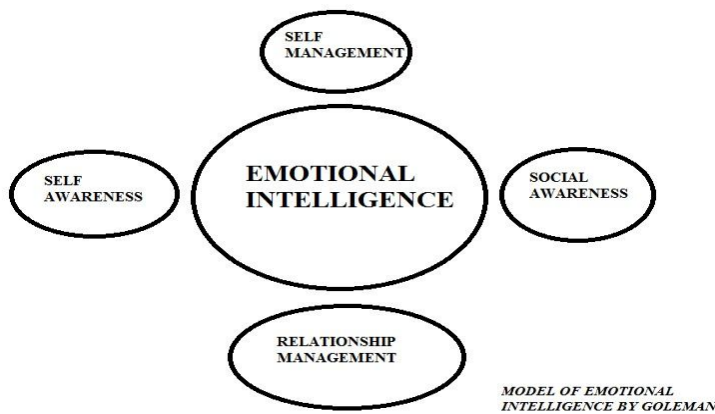 SELF
MANAGEMENT
EMOTIONAL
INTELLIGENCE
SELF
AWARENESS
SOCIAL
AWARENESS
RELATIONSHIP
MANAGEMENT
MODEL OF EMOTIONAL
INTELLIGENCE BY GOLEMAN